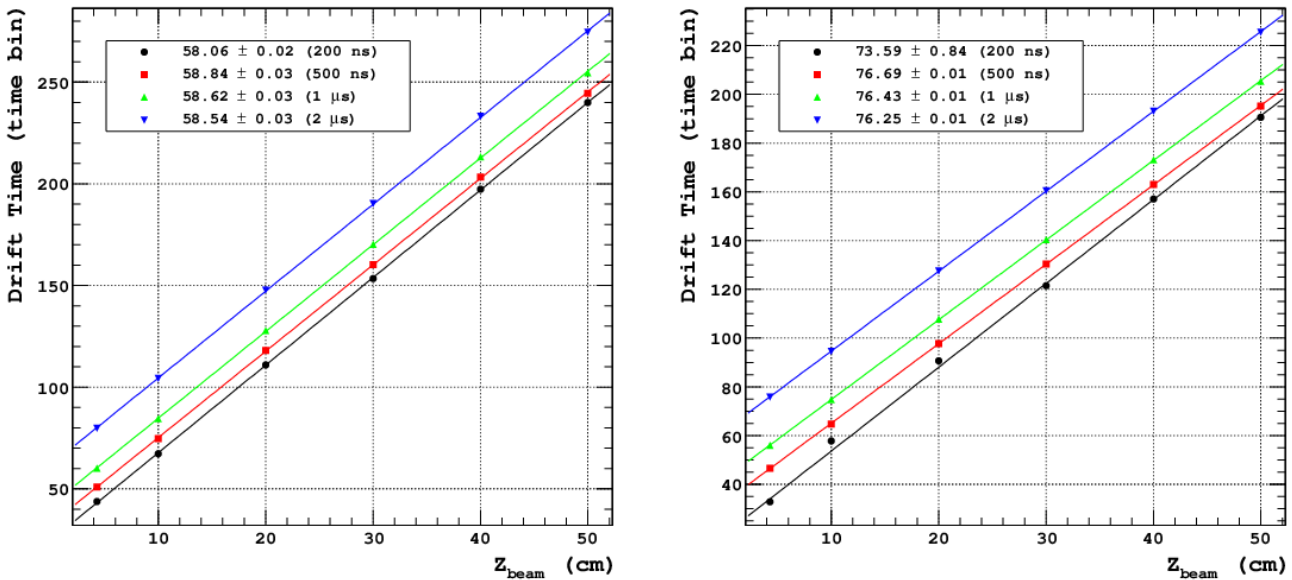 Drift Time (time bin)
250
200
150
100
50
58.06 ± 0.02 (200 ns)
58.84 ± 0.03 (500 ns)
58.62 ± 0.03 (1 μs)
58.54 ± 0.03 (2 μs)
10 20 30 40 50
Z_beam (cm)
Drift Time (time bin)
220
200
180
160
140
120
100
80
60
40
73.59 ± 0.84 (200 ns)
76.69 ± 0.01 (500 ns)
76.43 ± 0.01 (1 μs)
76.25 ± 0.01 (2 μs)
10 20 30 40 50
Z_beam (cm)